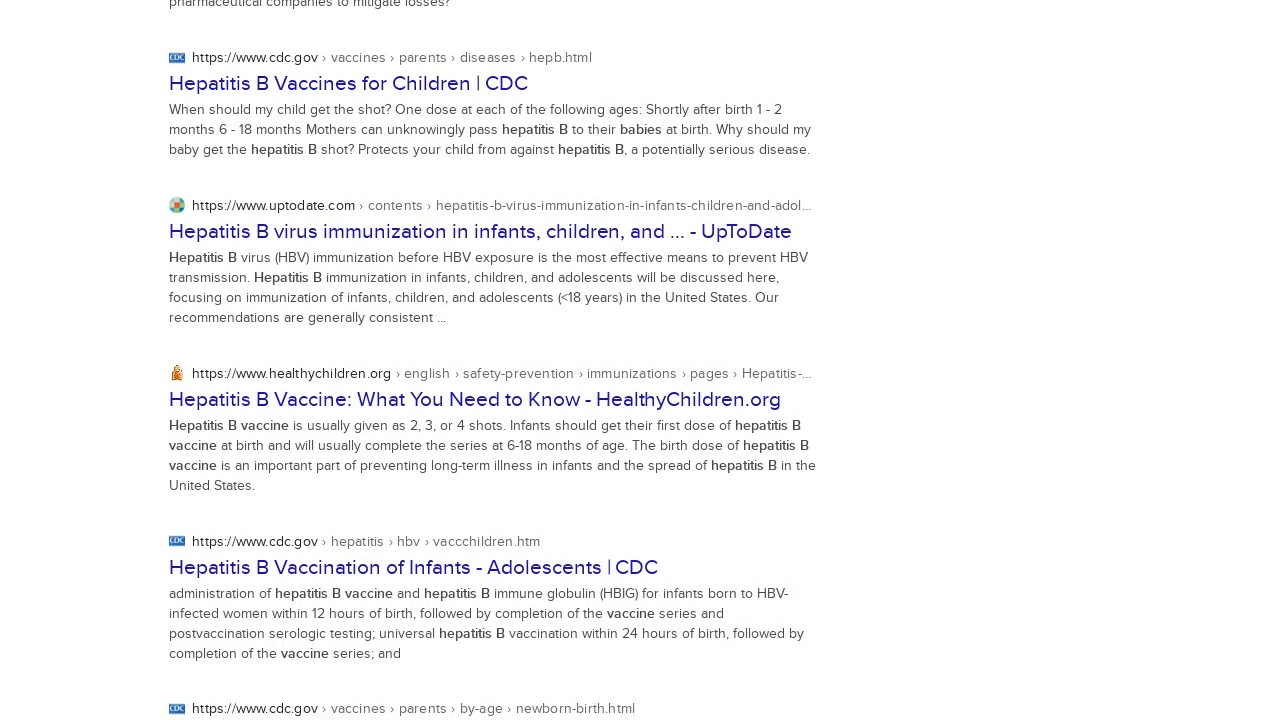 pharmaceutical companies to mitigate losses?
CDC https://www.cdc.gov › vaccines › parents › diseases › hepb.html
Hepatitis B Vaccines for Children | CDC
When should my child get the shot? One dose at each of the following ages: Shortly after birth 1 - 2
months 6 - 18 months Mothers can unknowingly pass hepatitis B to their babies at birth. Why should my
baby get the hepatitis B shot? Protects your child from against hepatitis B, a potentially serious disease.
https://www.uptodate.com › contents › hepatitis-b-virus-immunization-in-infants-children-and-adol...
Hepatitis B virus immunization in infants, children, and ... - UpToDate
Hepatitis B virus (HBV) immunization before HBV exposure is the most effective means to prevent HBV
transmission. Hepatitis B immunization in infants, children, and adolescents will be discussed here,
focusing on immunization of infants, children, and adolescents (<18 years) in the United States. Our
recommendations are generally consistent ...
https://www.healthychildren.org › english › safety-prevention › immunizations › pages › Hepatitis-...
Hepatitis B Vaccine: What You Need to Know - HealthyChildren.org
Hepatitis B vaccine is usually given as 2, 3, or 4 shots. Infants should get their first dose of hepatitis B
vaccine at birth and will usually complete the series at 6-18 months of age. The birth dose of hepatitis B
vaccine is an important part of preventing long-term illness in infants and the spread of hepatitis B in the
United States.
CDC https://www.cdc.gov › hepatitis › hbv › vaccchildren.htm
Hepatitis B Vaccination of Infants - Adolescents | CDC
administration of hepatitis B vaccine and hepatitis B immune globulin (HBIG) for infants born to HBV-
infected women within 12 hours of birth, followed by completion of the vaccine series and
postvaccination serologic testing; universal hepatitis B vaccination within 24 hours of birth, followed by
completion of the vaccine series; and
CDC https://www.cdc.gov › vaccines › parents › by-age › newborn-birth.html